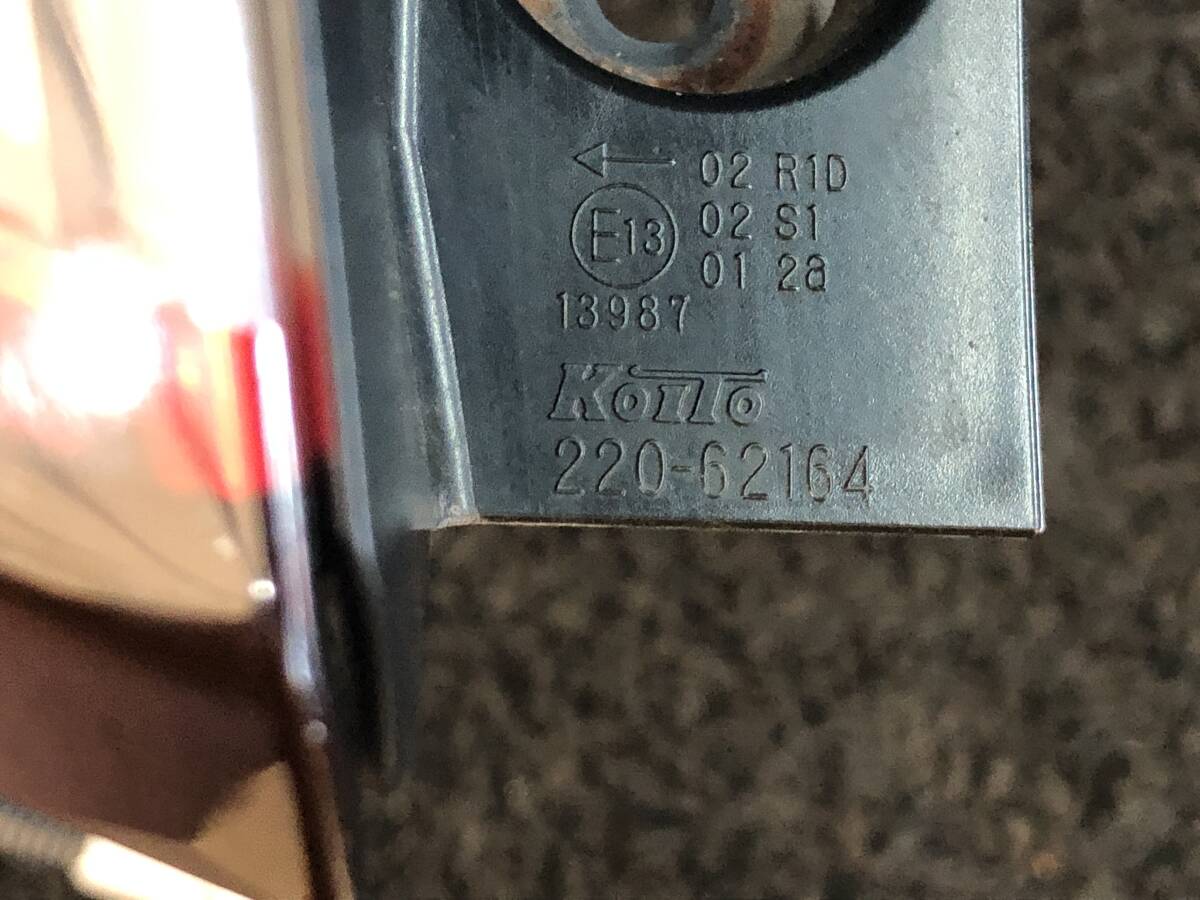 ← 02 R1D
E13 02 S1
01 2a
13987
KOITO
220-62164